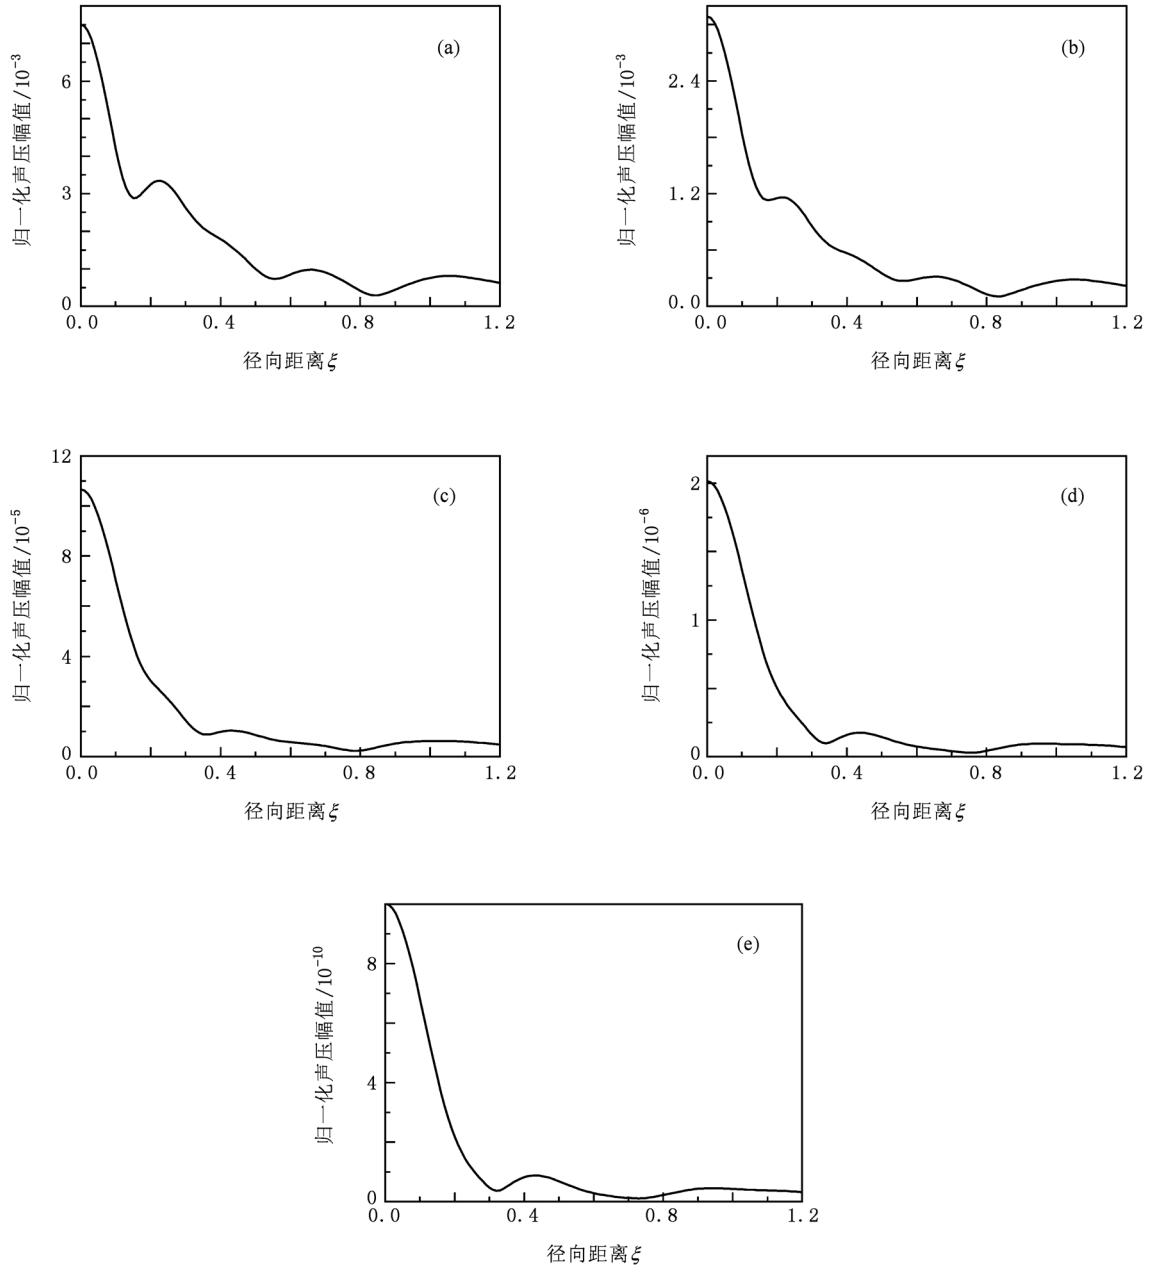 (a)
归一化声压幅值/10⁻³
6
3
0
0.0 0.4 0.8 1.2
径向距离ξ
(b)
归一化声压幅值/10⁻³
2.4
1.2
0.0
0.0 0.4 0.8 1.2
径向距离ξ
(c)
归一化声压幅值/10⁻⁵
12
8
4
0
0.0 0.4 0.8 1.2
径向距离ξ
(d)
归一化声压幅值/10⁻⁶
2
1
0
0.0 0.4 0.8 1.2
径向距离ξ
(e)
归一化声压幅值/10⁻¹⁰
8
4
0
0.0 0.4 0.8 1.2
径向距离ξ